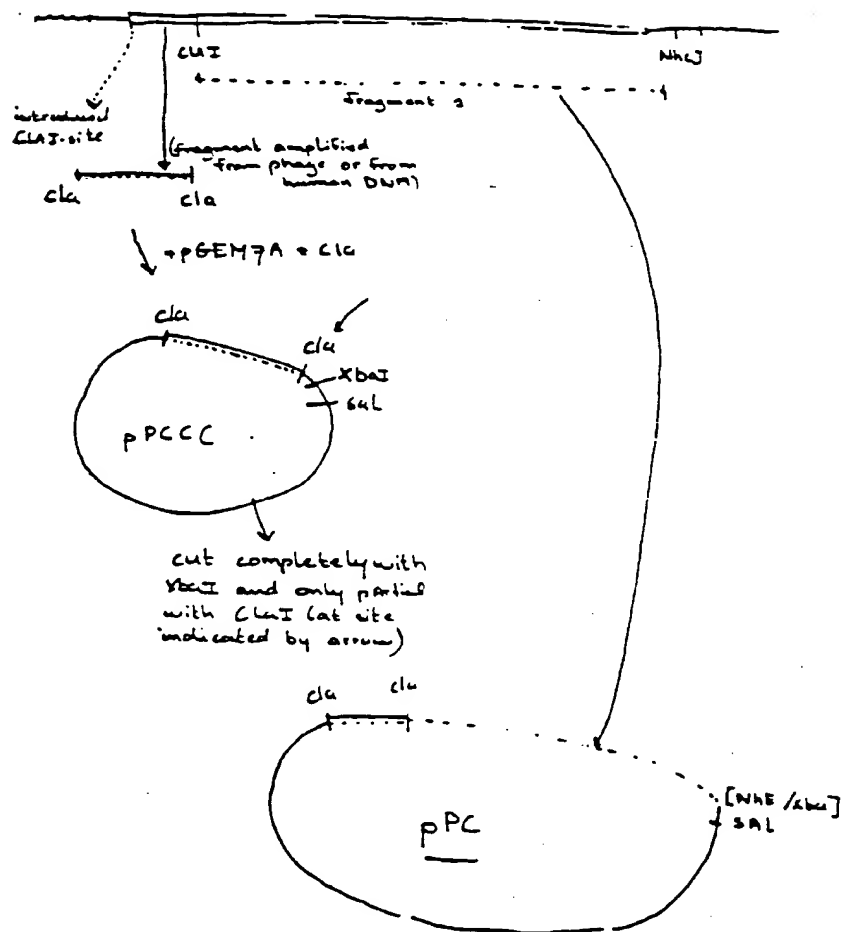 CLAI
NheI
fragment 2
introduced
CLAI-site
(fragment amplified
from phage or from
human DNA)
Cla
Cla
+pGEM7A + Cla
Cla
Cla
XbaI
Sal
pPCCC
cut completely with
XbaI and only partial
with ClaI (at site
indicated by arrow)
Cla
Cla
[NhE/Xba]
SAL
pPC